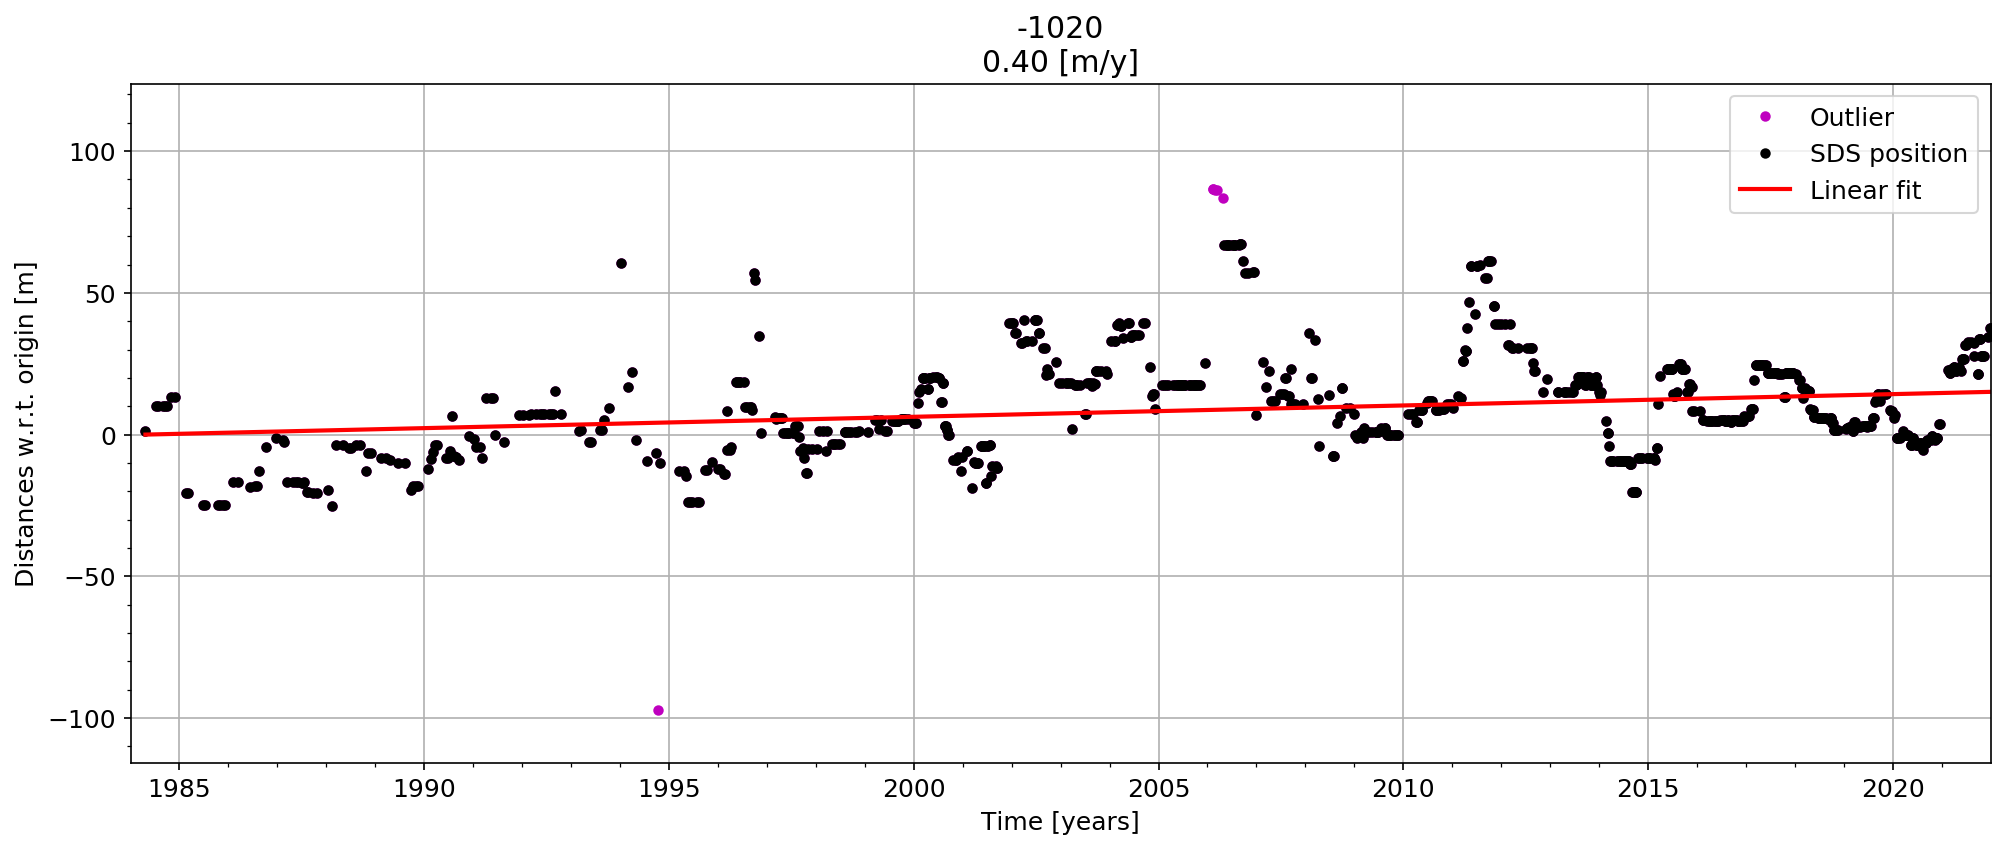 -1020
0.40 [m/y]
Outlier
SDS position
Linear fit
Distances w.r.t. origin [m]
100
50
0
−50
−100
1985 1990 1995 2000 2005 2010 2015 2020
Time [years]